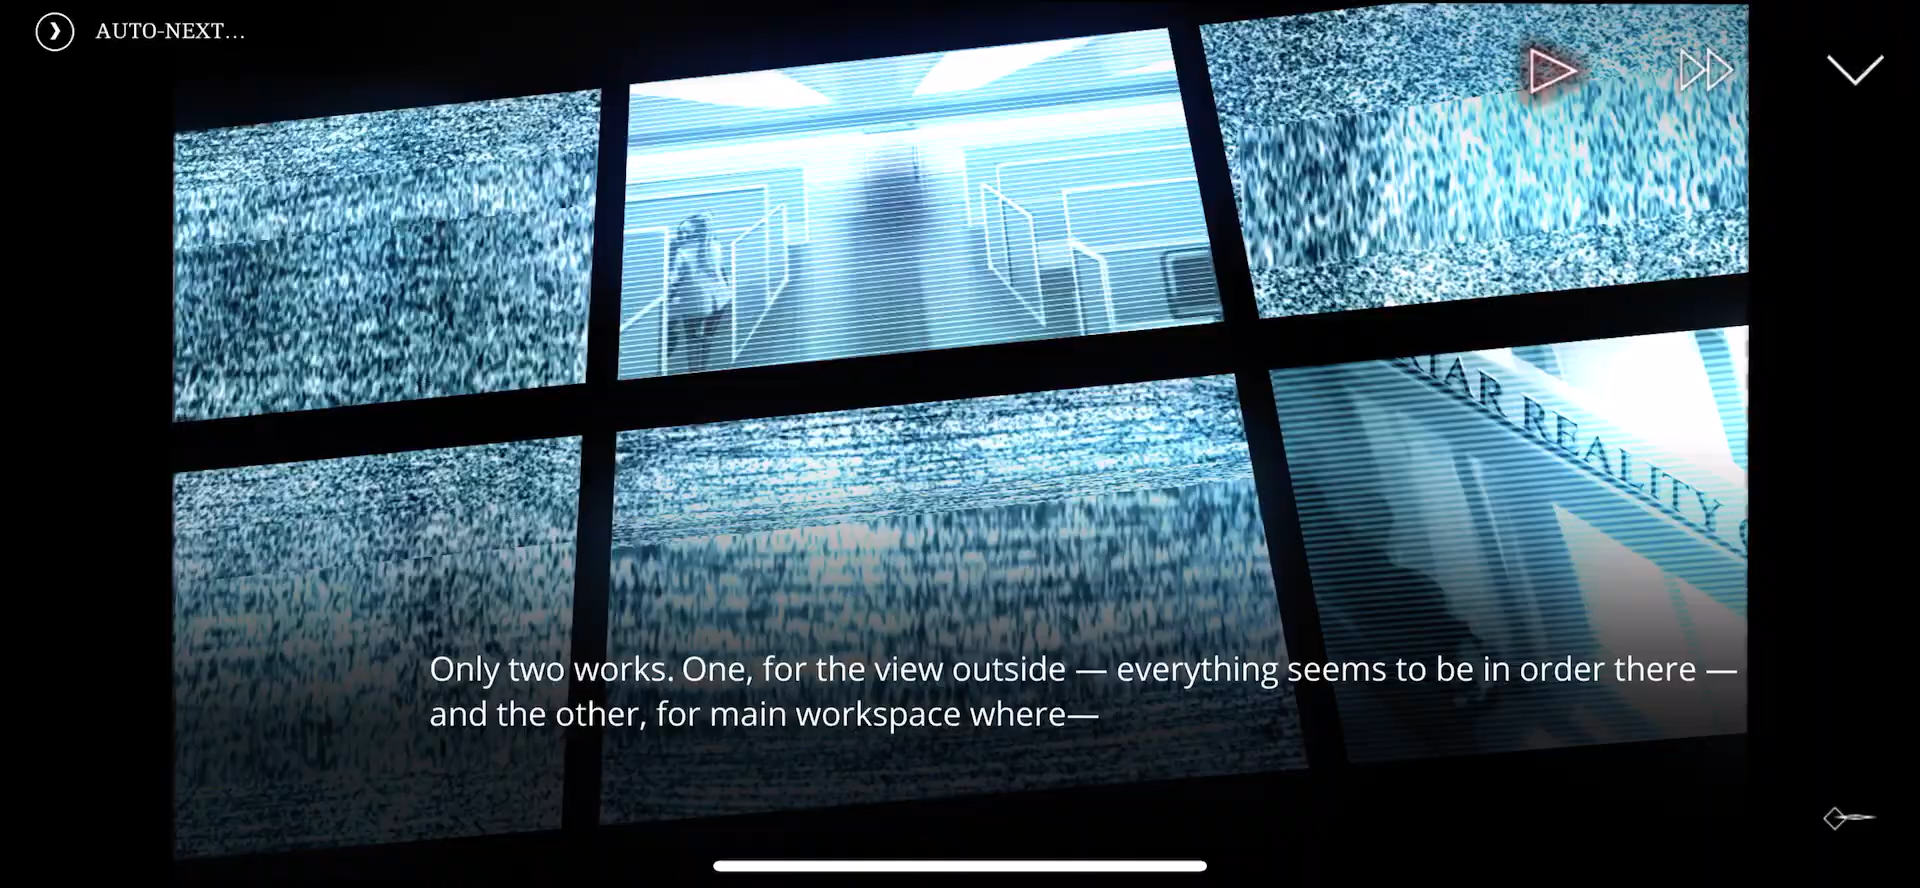 AUTO-NEXT...
REALITY
Only two works. One, for the view outside — everything seems to be in order there —
and the other, for main workspace where—